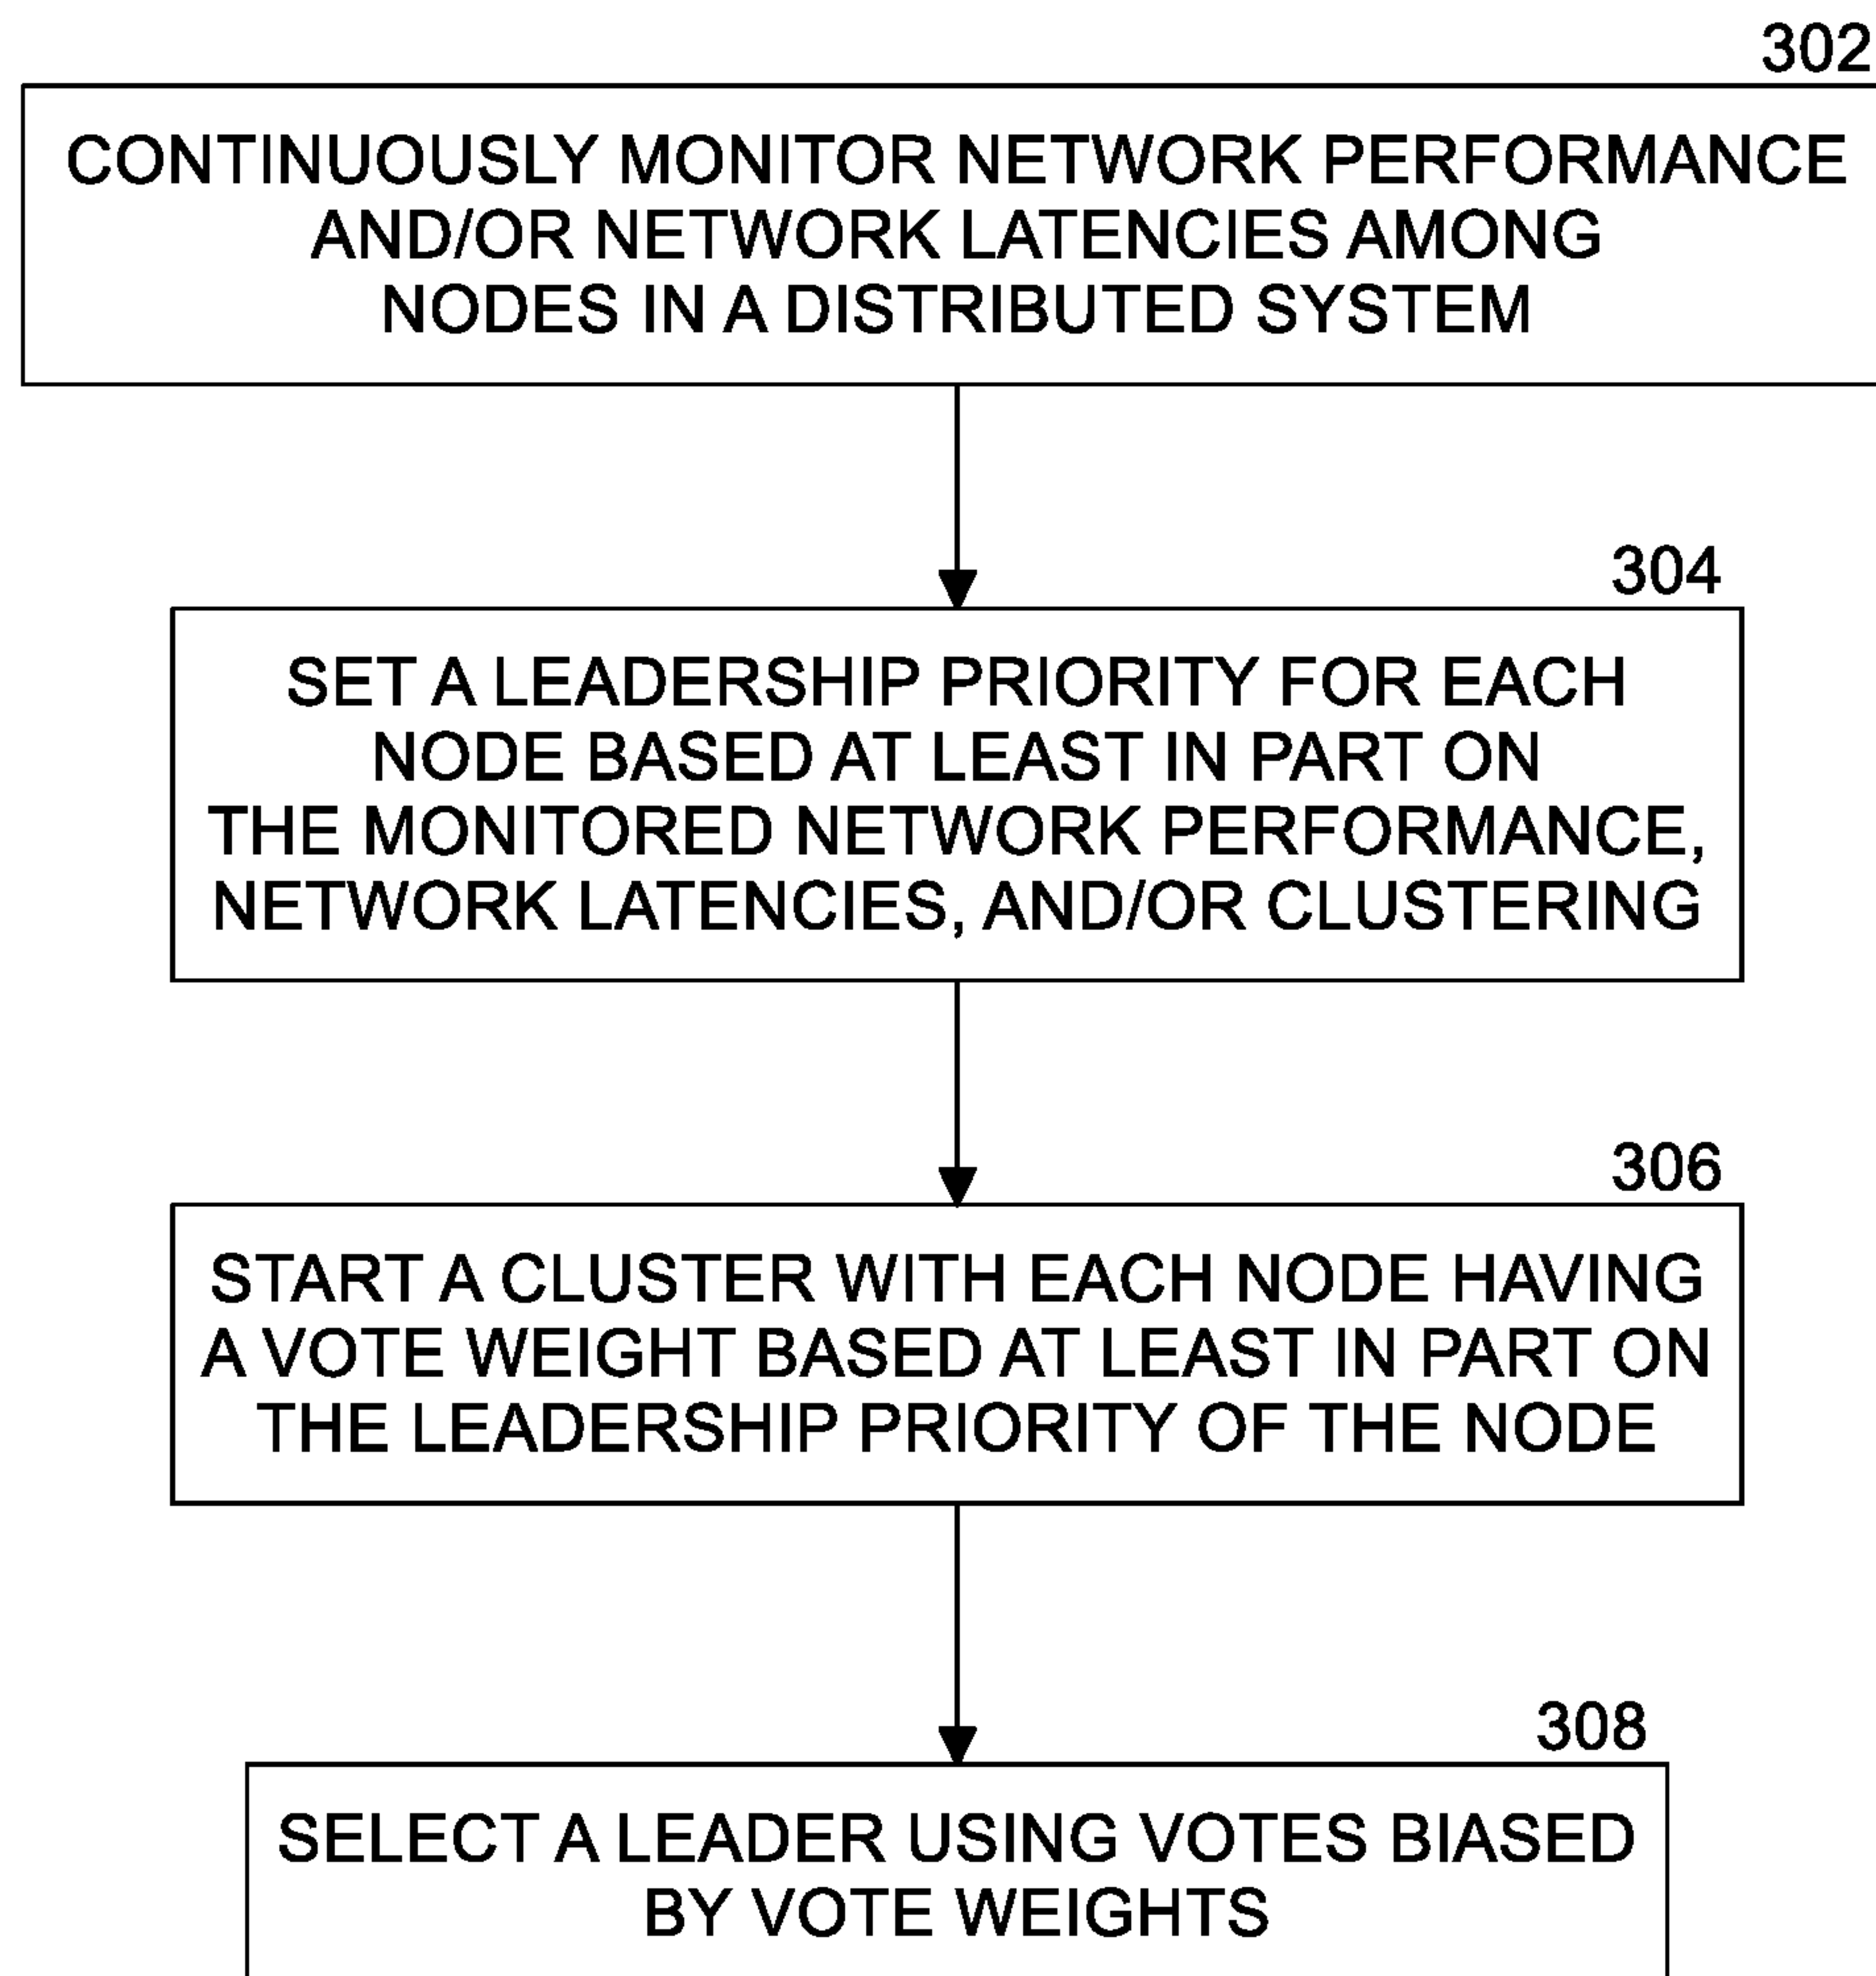 302
CONTINUOUSLY MONITOR NETWORK PERFORMANCE
AND/OR NETWORK LATENCIES AMONG
NODES IN A DISTRIBUTED SYSTEM
304
SET A LEADERSHIP PRIORITY FOR EACH
NODE BASED AT LEAST IN PART ON
THE MONITORED NETWORK PERFORMANCE,
NETWORK LATENCIES, AND/OR CLUSTERING
306
START A CLUSTER WITH EACH NODE HAVING
A VOTE WEIGHT BASED AT LEAST IN PART ON
THE LEADERSHIP PRIORITY OF THE NODE
308
SELECT A LEADER USING VOTES BIASED
BY VOTE WEIGHTS